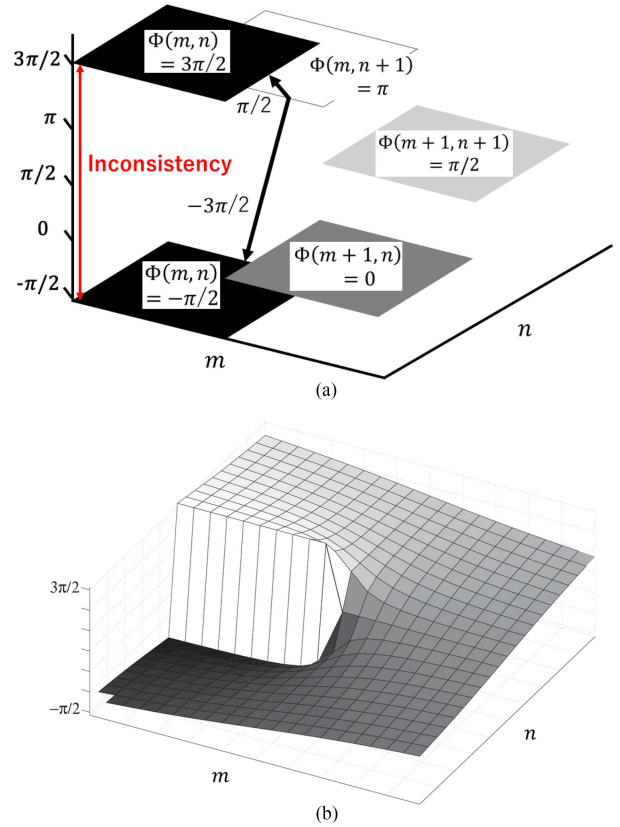 Φ(m, n)
= 3π/2
Φ(m, n + 1)
= π
3π/2
π
π/2
0
-π/2
Inconsistency
π/2
−3π/2
Φ(m + 1, n + 1)
= π/2
Φ(m, n)
= −π/2
Φ(m + 1, n)
= 0
m
n
(a)
3π/2
−π/2
m
n
(b)